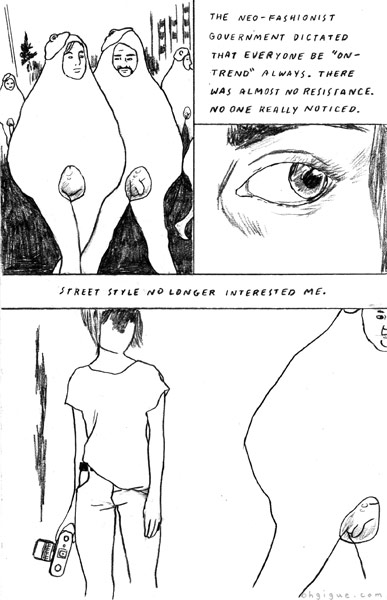 THE NEO-FASHIONIST
GOVERNMENT DICTATED
THAT EVERYONE BE "ON-
TREND" ALWAYS. THERE
WAS ALMOST NO RESISTANCE.
NO ONE REALLY NOTICED.
STREET STYLE NO LONGER INTERESTED ME.
ohgigue.com